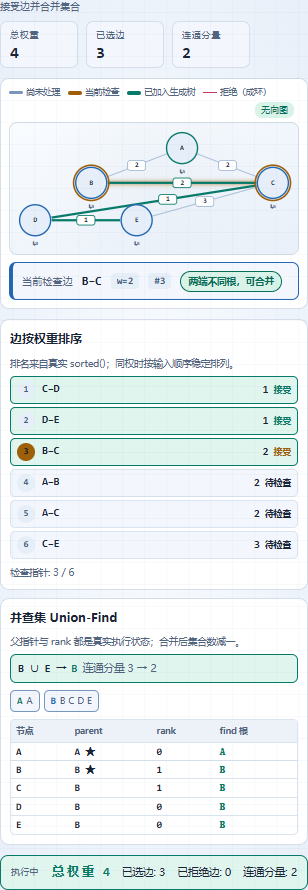 接受边并合并集合
总权重
4
已选边
3
连通分量
2
尚未处理 当前检查 已加入生成树 拒绝（成环）
无向图
A
2 2
B 2 C
1 3
D 1 E
当前检查边 B–C w=2 #3 两端不同根，可合并
边按权重排序
排名来自真实 sorted()；同权时按输入顺序稳定排列。
1 C–D 1 接受
2 D–E 1 接受
3 B–C 2 接受
4 A–B 2 待检查
5 A–C 2 待检查
6 C–E 3 待检查
检查指针: 3 / 6
并查集 Union-Find
父指针与 rank 都是真实执行状态；合并后集合数减一。
B ∪ E → B 连通分量 3 → 2
A A B B C D E
节点 parent rank find 根
A A ★ 0 A
B B ★ 1 B
C B 1 B
D B 0 B
E B 0 B
执行中 总权重 4 已选边: 3 已拒绝边: 0 连通分量: 2